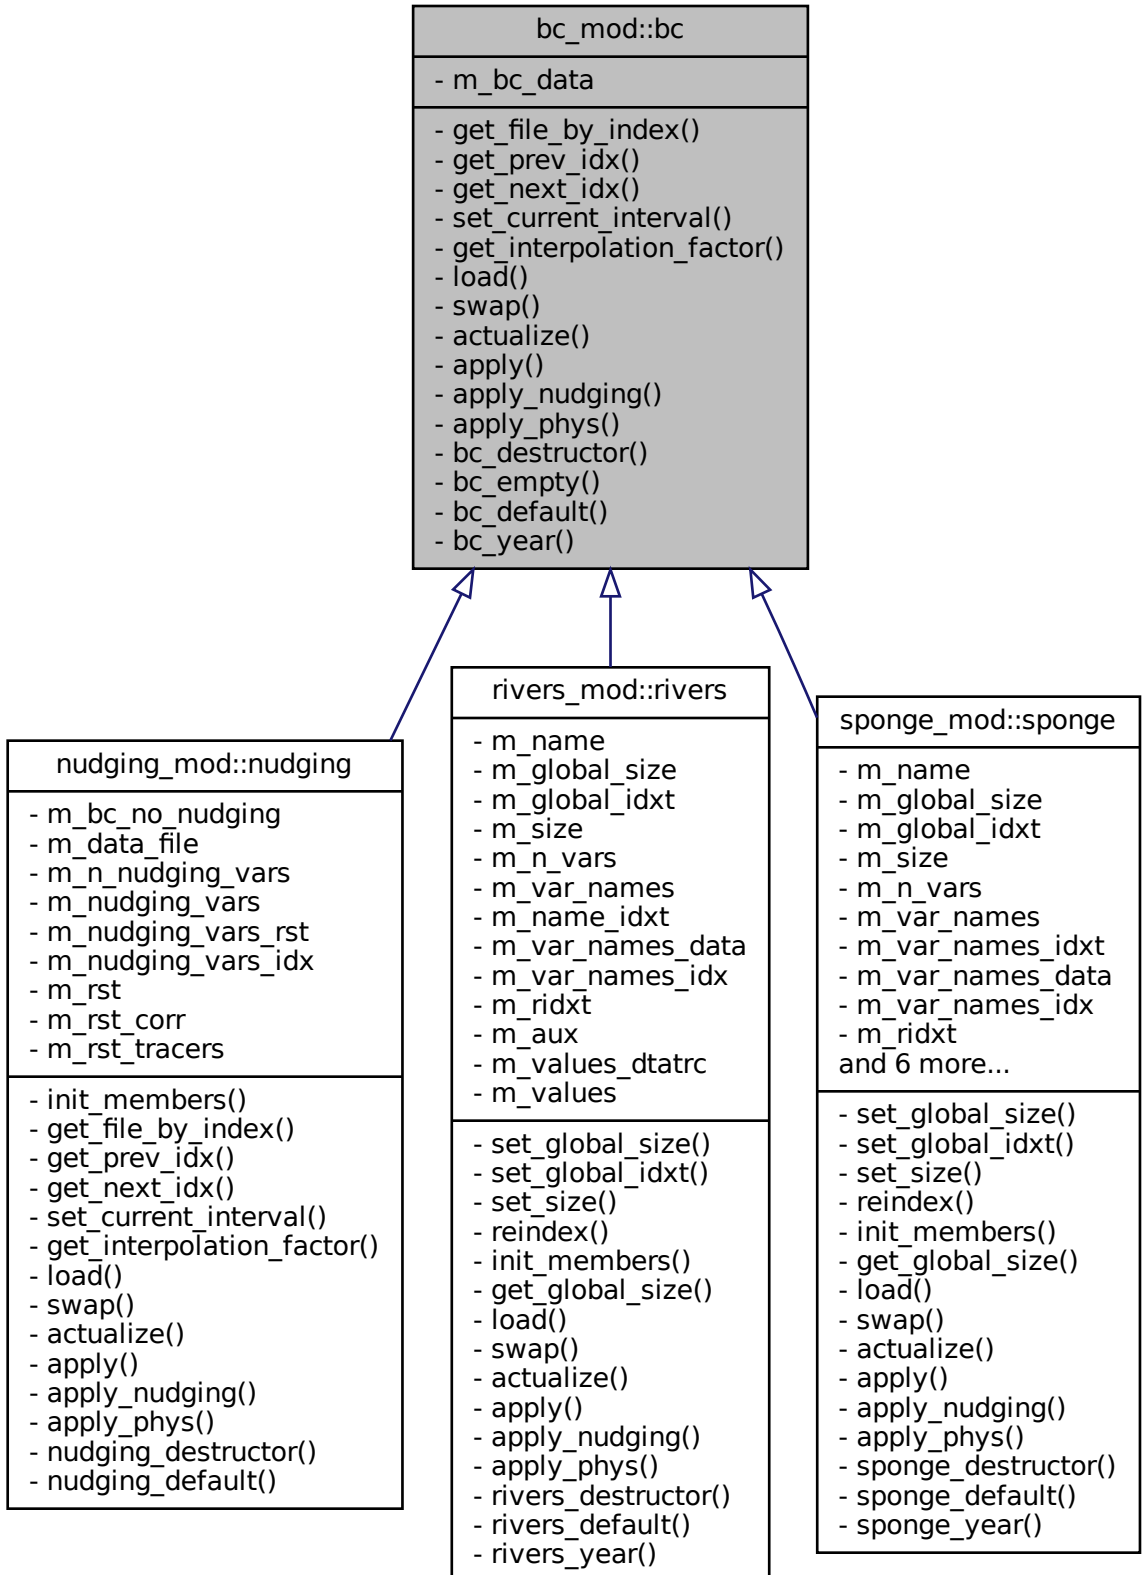 bc_mod::bc
- m_bc_data
- get_file_by_index()
- get_prev_idx()
- get_next_idx()
- set_current_interval()
- get_interpolation_factor()
- load()
- swap()
- actualize()
- apply()
- apply_nudging()
- apply_phys()
- bc_destructor()
- bc_empty()
- bc_default()
- bc_year()
nudging_mod::nudging
- m_bc_no_nudging
- m_data_file
- m_n_nudging_vars
- m_nudging_vars
- m_nudging_vars_rst
- m_nudging_vars_idx
- m_rst
- m_rst_corr
- m_rst_tracers
- init_members()
- get_file_by_index()
- get_prev_idx()
- get_next_idx()
- set_current_interval()
- get_interpolation_factor()
- load()
- swap()
- actualize()
- apply()
- apply_nudging()
- apply_phys()
- nudging_destructor()
- nudging_default()
rivers_mod::rivers
- m_name
- m_global_size
- m_global_idxt
- m_size
- m_n_vars
- m_var_names
- m_name_idxt
- m_var_names_data
- m_var_names_idx
- m_ridxt
- m_aux
- m_values_dtatrc
- m_values
- set_global_size()
- set_global_idxt()
- set_size()
- reindex()
- init_members()
- get_global_size()
- load()
- swap()
- actualize()
- apply()
- apply_nudging()
- apply_phys()
- rivers_destructor()
- rivers_default()
- rivers_year()
sponge_mod::sponge
- m_name
- m_global_size
- m_global_idxt
- m_size
- m_n_vars
- m_var_names
- m_var_names_idxt
- m_var_names_data
- m_var_names_idx
- m_ridxt
and 6 more...
- set_global_size()
- set_global_idxt()
- set_size()
- reindex()
- init_members()
- get_global_size()
- load()
- swap()
- actualize()
- apply()
- apply_nudging()
- apply_phys()
- sponge_destructor()
- sponge_default()
- sponge_year()